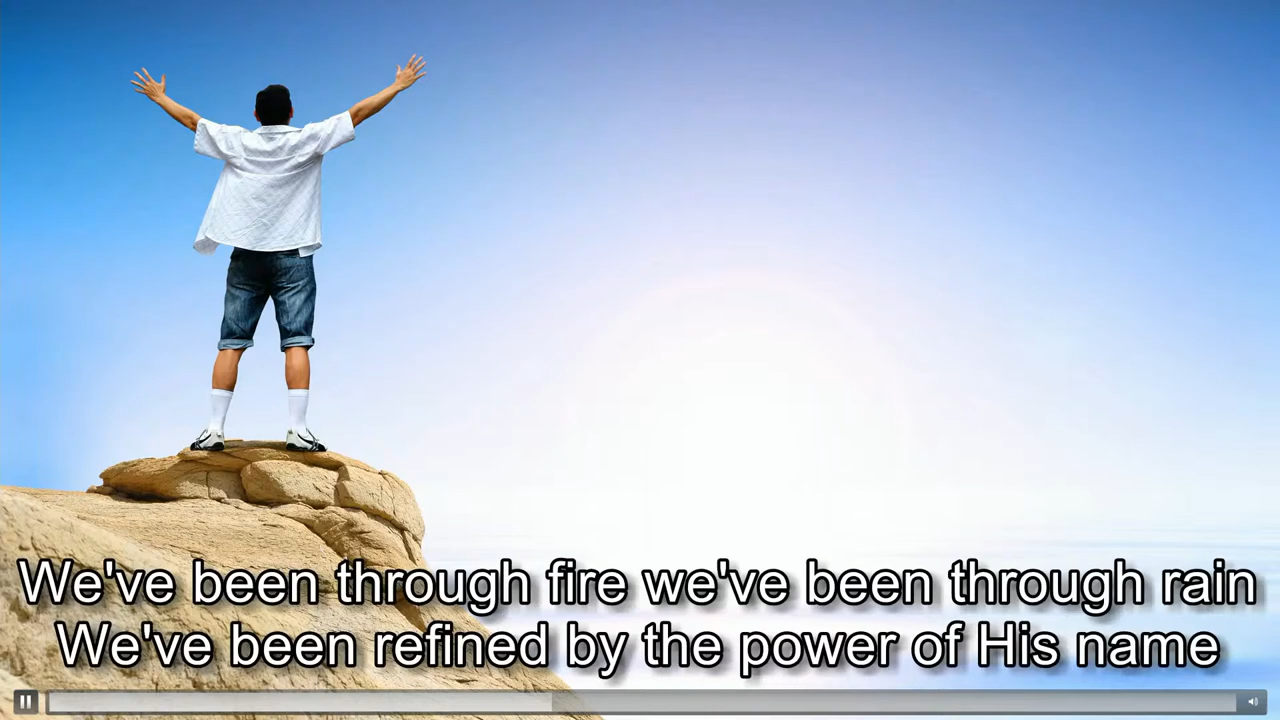 We've been through fire we've been through rain
We've been refined by the power of His name